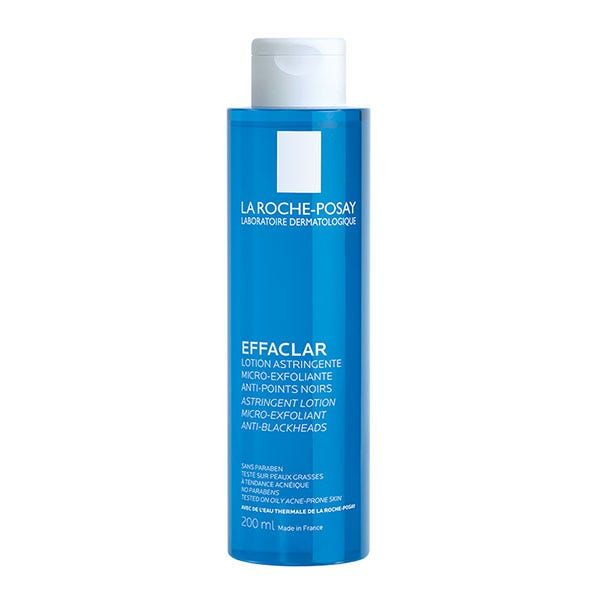 LA ROCHE-POSAY
LABORATOIRE DERMATOLOGIQUE
EFFACLAR
LOTION ASTRINGENTE
MICRO-EXFOLIANTE
ANTI-POINTS NOIRS
ASTRINGENT LOTION
MICRO-EXFOLIANT
ANTI-BLACKHEADS
SANS PARABEN
TESTÉ SUR PEAUX GRASSES
À TENDANCE ACNÉIQUE
NO PARABENS
TESTED ON OILY ACNE-PRONE SKIN
AVEC DE L'EAU THERMALE DE LA ROCHE-POSAY
200 ml Made in France